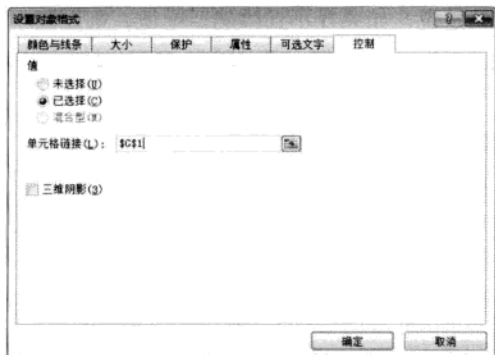 设置对象格式
颜色与线条 大小 保护 属性 可选文字 控制
值
未选择(U)
已选择(C)
混合型(M)
单元格链接(L): $G$1
三维阴影(3)
确定 取消